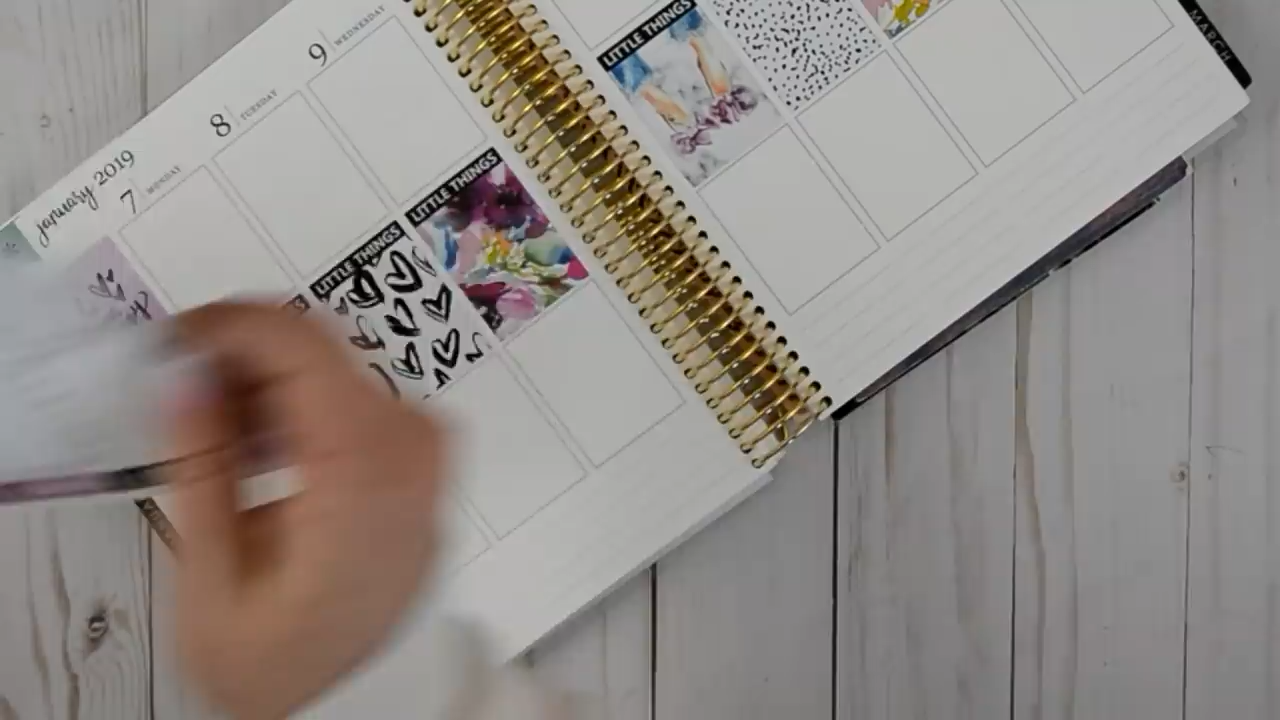 January 2019
7 MONDAY
8 TUESDAY
9 WEDNESDAY
LITTLE THINGS
LITTLE THINGS
LITTLE THINGS
MARCH